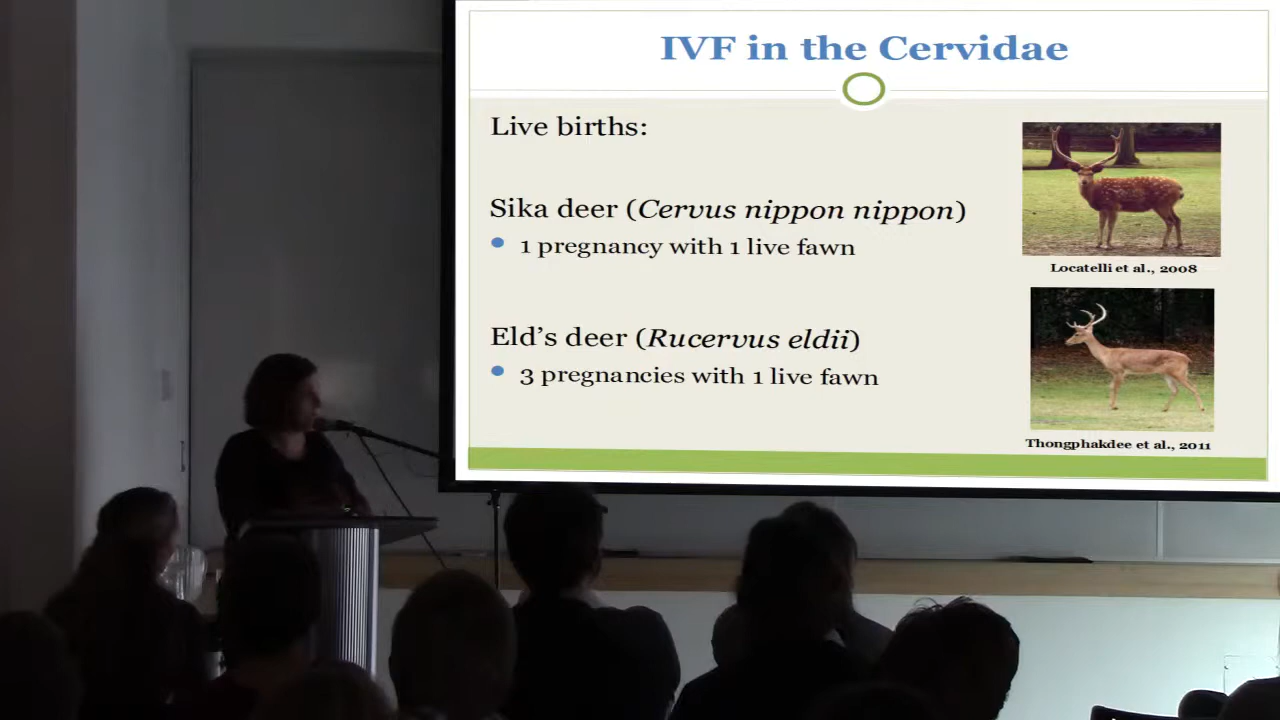 IVF in the Cervidae
Live births:
Sika deer (Cervus nippon nippon)
1 pregnancy with 1 live fawn
Locatelli et al., 2008
Eld's deer (Rucervus eldii)
3 pregnancies with 1 live fawn
Thongphakdee et al., 2011